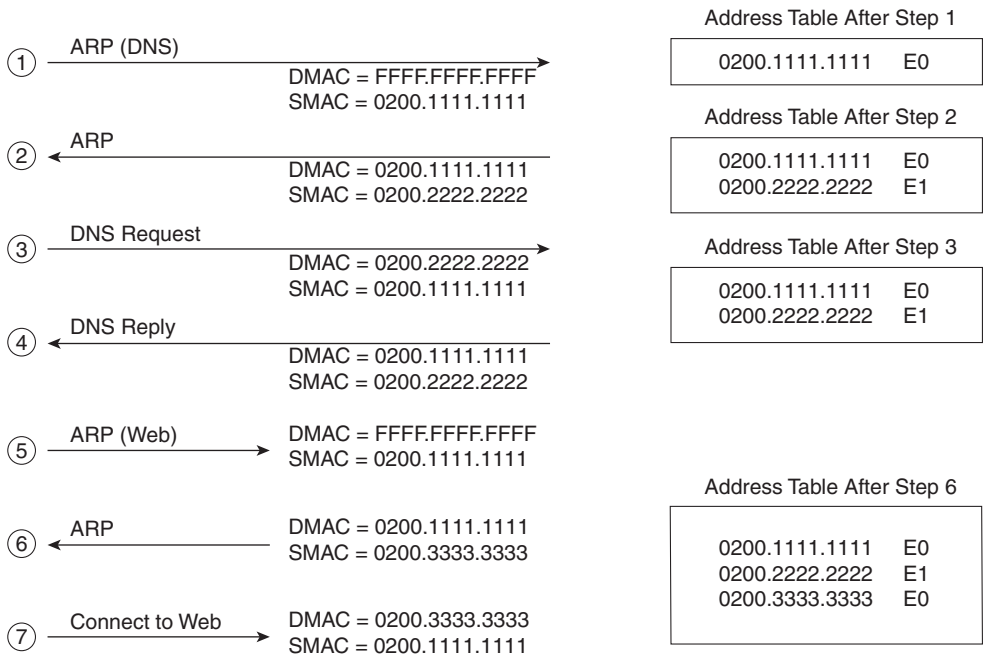 Address Table After Step 1
1
ARP (DNS)
DMAC = FFFF.FFFF.FFFF
SMAC = 0200.1111.1111
0200.1111.1111 E0
Address Table After Step 2
2
ARP
DMAC = 0200.1111.1111
SMAC = 0200.2222.2222
0200.1111.1111 E0
0200.2222.2222 E1
3
DNS Request
DMAC = 0200.2222.2222
SMAC = 0200.1111.1111
Address Table After Step 3
0200.1111.1111 E0
0200.2222.2222 E1
4
DNS Reply
DMAC = 0200.1111.1111
SMAC = 0200.2222.2222
5
ARP (Web)
DMAC = FFFF.FFFF.FFFF
SMAC = 0200.1111.1111
Address Table After Step 6
6
ARP
DMAC = 0200.1111.1111
SMAC = 0200.3333.3333
0200.1111.1111 E0
0200.2222.2222 E1
0200.3333.3333 E0
7
Connect to Web
DMAC = 0200.3333.3333
SMAC = 0200.1111.1111